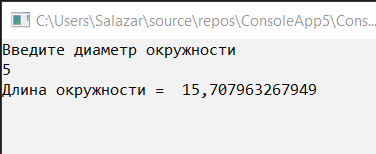 C:\Users\Salazar\source\repos\ConsoleApp5\Cons...
Введите диаметр окружности
5
Длина окружности =  15,707963267949